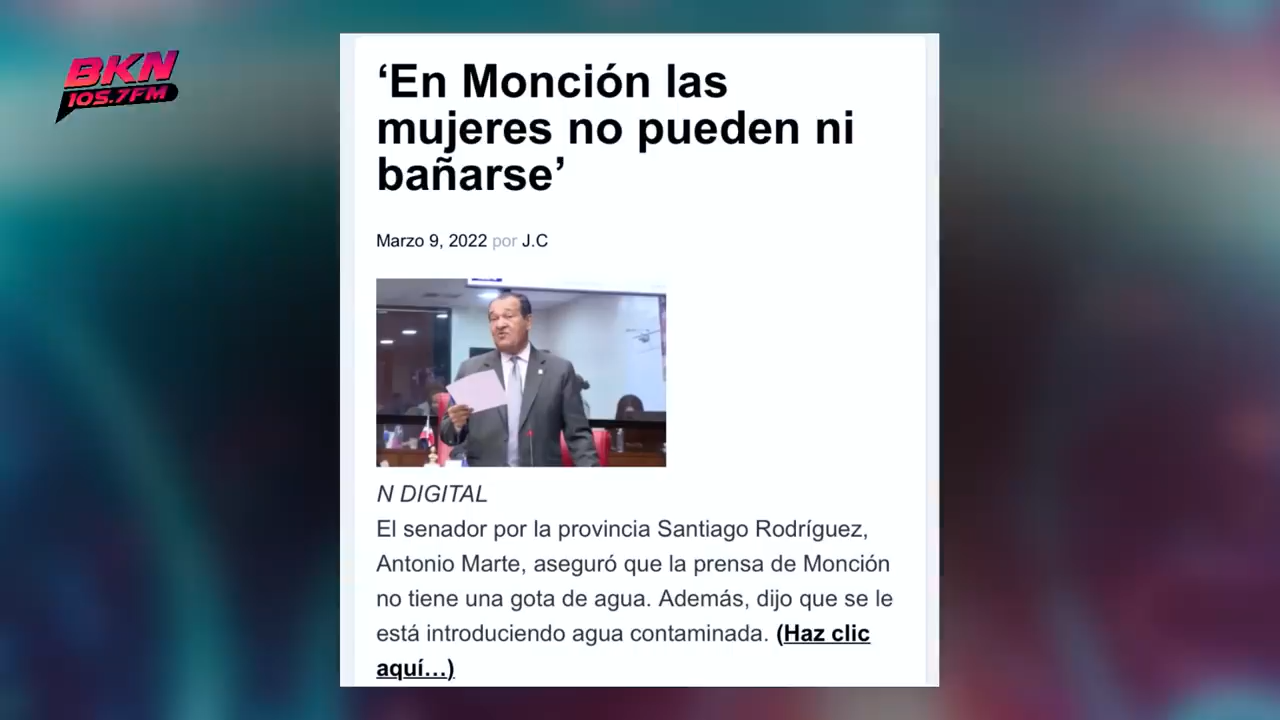 BKN
105.7FM
‘En Monción las
mujeres no pueden ni
bañarse’
Marzo 9, 2022 por J.C
N DIGITAL
El senador por la provincia Santiago Rodríguez,
Antonio Marte, aseguró que la prensa de Monción
no tiene una gota de agua. Además, dijo que se le
está introduciendo agua contaminada. (Haz clic
aquí…)